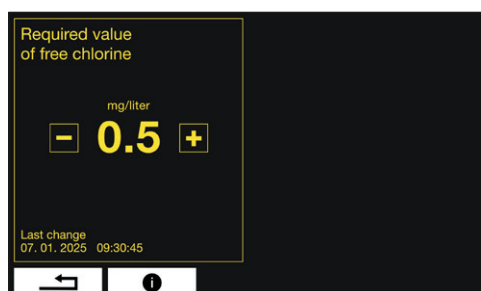 Required value
of free chlorine
mg/liter
− 0.5 +
Last change
07. 01. 2025 09:30:45
i